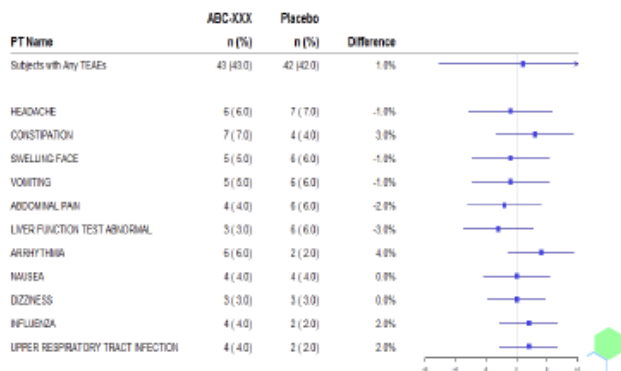 ABC-XXX Placebo
PT Name n (%) n (%) Difference
Subjects with Any TEAEs 43 (43.0) 42 (42.0) 1.0%
HEADACHE 6 ( 6.0) 7 ( 7.0) -1.0%
CONSTIPATION 7 ( 7.0) 4 ( 4.0) 3.0%
SWELLING FACE 5 ( 5.0) 6 ( 6.0) -1.0%
VOMITING 5 ( 5.0) 6 ( 6.0) -1.0%
ABDOMINAL PAIN 4 ( 4.0) 6 ( 6.0) -2.0%
LIVER FUNCTION TEST ABNORMAL 3 ( 3.0) 6 ( 6.0) -3.0%
ARRHYTHMIA 6 ( 6.0) 2 ( 2.0) 4.0%
NAUSEA 4 ( 4.0) 4 ( 4.0) 0.0%
DIZZINESS 3 ( 3.0) 3 ( 3.0) 0.0%
INFLUENZA 4 ( 4.0) 2 ( 2.0) 2.0%
UPPER RESPIRATORY TRACT INFECTION 4 ( 4.0) 2 ( 2.0) 2.0%